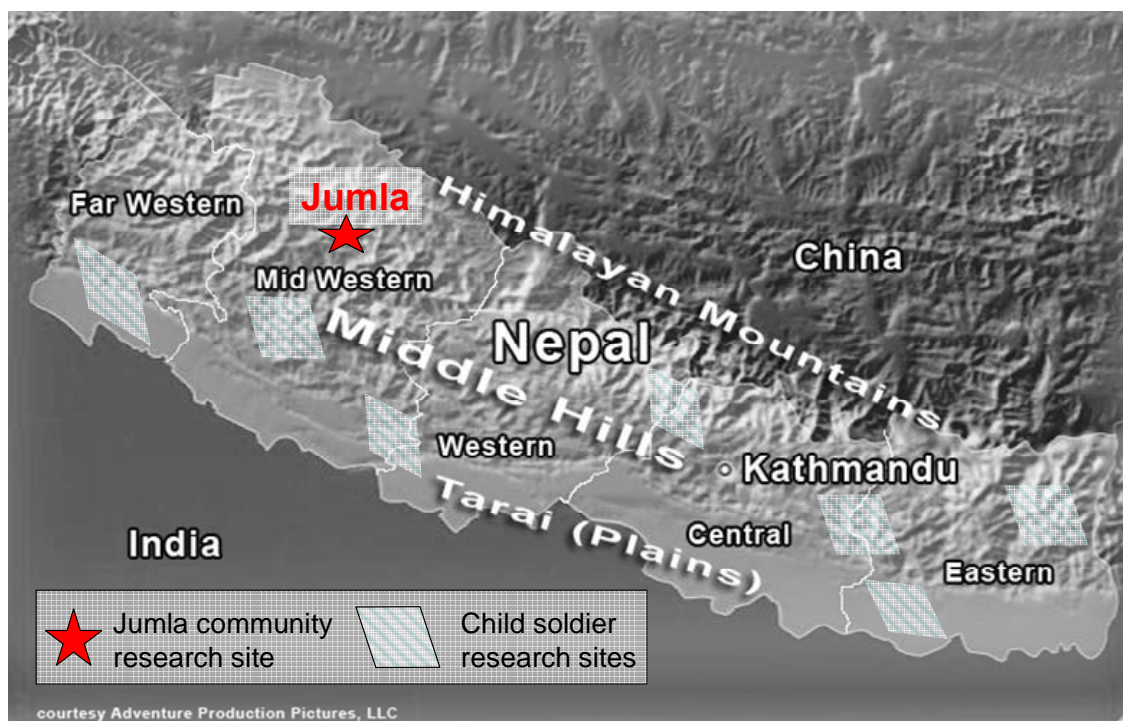 Jumla
Far Western
Mid Western
Himalayan Mountains
China
Nepal
Middle Hills
Western
Kathmandu
Tarai (Plains)
Central
India
Eastern
Jumla community
research site
Child soldier
research sites
courtesy Adventure Production Pictures, LLC